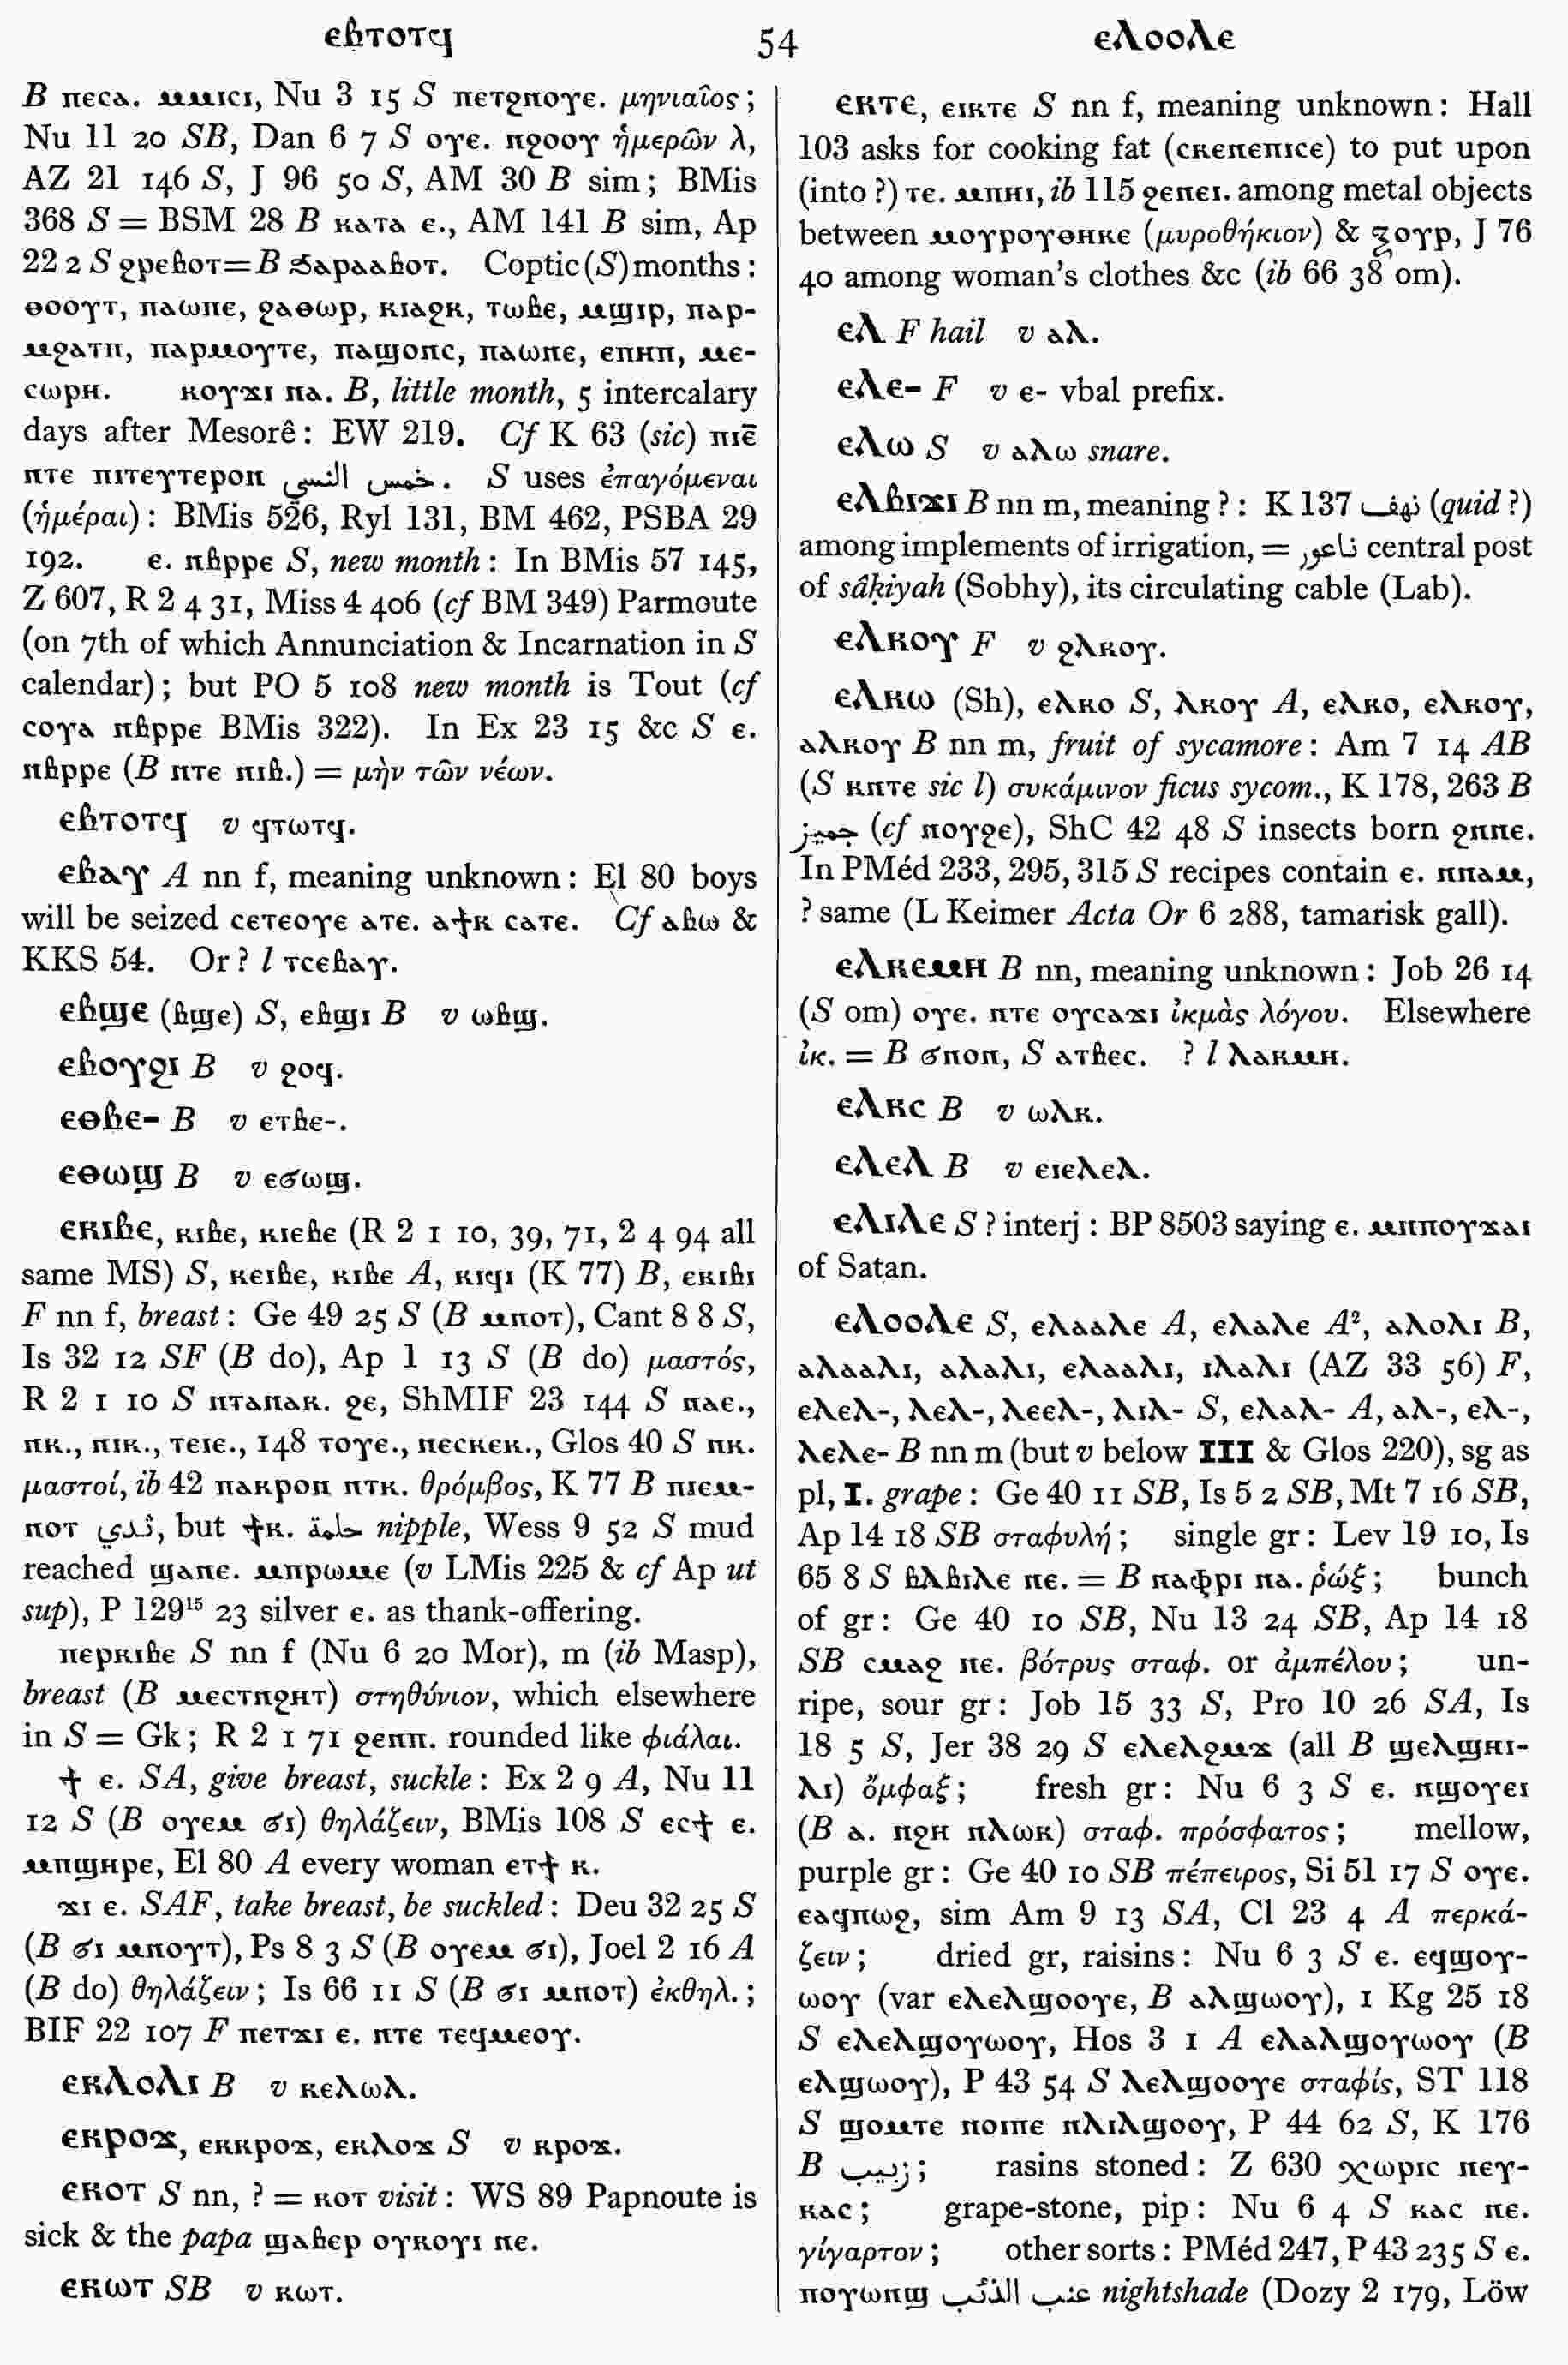 ⲉⲃⲧⲟⲧϥ 54 ⲉⲗⲟⲟⲗⲉ
B ⲡⲉⲥⲁ. ⲙⲙⲓⲥⲓ, Nu 3 15 S ⲡⲉⲧϩⲛⲟⲩⲉ. μηνιαῖος;
Nu 11 20 SB, Dan 6 7 S ⲟⲩⲉ. ⲛϩⲟⲟⲩ ἡμερῶν λ,
AZ 21 146 S, J 96 50 S, AM 30 B sim; BMis
368 S = BSM 28 B ⲕⲁⲧⲁ ⲉ., AM 141 B sim, Ap
22 2 S ϩⲣⲉⲃⲟⲧ=B ϧⲁⲣⲁⲁⲃⲟⲧ. Coptic (S) months:
ⲑⲟⲟⲩⲧ, ⲡⲁⲱⲡⲉ, ϩⲁⲑⲱⲣ, ⲕⲓⲁϩⲕ, ⲧⲱⲃⲉ, ⲙϣⲓⲣ, ⲡⲁⲣ-
ⲙϩⲁⲧⲡ, ⲡⲁⲣⲙⲟⲩⲧⲉ, ⲡⲁϣⲟⲛⲥ, ⲡⲁⲱⲛⲉ, ⲉⲡⲏⲡ, ⲙⲉ-
ⲥⲱⲣⲏ. ⲕⲟⲩϫⲓ ⲛⲁ. B, little month, 5 intercalary
days after Mesorê: EW 219. Cf K 63 (sic) ⲡⲓⲉ̄
ⲛⲧⲉ ⲡⲓⲧⲉⲩⲧⲉⲣⲟⲛ خمس النسى. S uses ἐπαγόμεναι
(ἡμέραι): BMis 526, Ryl 131, BM 462, PSBA 29
192. ⲉ. ⲛⲃⲣⲣⲉ S, new month: In BMis 57 145,
Z 607, R 2 4 31, Miss 4 406 (cf BM 349) Parmoute
(on 7th of which Annunciation & Incarnation in S
calendar); but PO 5 108 new month is Tout (cf
ⲥⲟⲩⲁ ⲛⲃⲣⲣⲉ BMis 322). In Ex 23 15 &c S ⲉ.
ⲛⲃⲣⲣⲉ (B ⲛⲧⲉ ⲡⲓⲃ.) = μὴν τῶν νέων.
ⲉⲃⲧⲟⲧϥ v ϥⲧⲱⲧϥ.
ⲉⲃⲁⲩ A nn f, meaning unknown: El 80 boys
will be seized ⲥⲉⲧⲉⲟⲩⲉ ⲁⲧⲉ. ⲁϯⲕ ⲥⲁⲧⲉ. Cf ⲁⲃⲱ &
KKS 54. Or ? l ⲧⲥⲉⲃⲁⲩ.
ⲉⲃϣⲉ (ⲃϣⲉ) S, ⲉⲃϣⲓ B v ⲱⲃϣ.
ⲉⲃⲟⲩϩⲓ B v ϩⲟϥ.
ⲉⲑⲃⲉ- B v ⲉⲧⲃⲉ-.
ⲉⲑⲱϣ B v ⲉϭⲱϣ.
ⲉⲕⲓⲃⲉ, ⲕⲓⲃⲉ, ⲕⲓⲉⲃⲉ (R 2 1 10, 39, 71, 2 4 94 all
same MS) S, ⲕⲉⲓⲃⲉ, ⲕⲓⲃⲉ A, ⲕⲓϥⲓ (K 77) B, ⲉⲕⲓⲃⲓ
F nn f, breast: Ge 49 25 S (B ⲙⲛⲟⲧ), Cant 8 8 S,
Is 32 12 SF (B do), Ap 1 13 S (B do) μαστός,
R 2 1 10 S ⲛⲧⲁⲛⲁⲕ. ϩⲉ, ShMIF 23 144 S ⲛⲁⲉ.,
ⲛⲕ., ⲛⲓⲕ., ⲧⲉⲓⲉ., 148 ⲧⲟⲩⲉ., ⲛⲉⲥⲕⲉⲕ., Glos 40 S ⲛⲕ.
μαστοί, ib 42 ⲡⲁⲕⲣⲟⲛ ⲛⲧⲕ. θρόμβος, K 77 B ⲡⲓⲉⲙ-
ⲛⲟⲧ ثدي, but ϯⲕ. حلمة nipple, Wess 9 52 S mud
reached ϣⲁⲛⲉ. ⲙⲡⲣⲱⲙⲉ (v LMis 225 & cf Ap ut
sup), P 129¹⁵ 23 silver ⲉ. as thank-offering.
ⲡⲉⲣⲕⲓⲃⲉ S nn f (Nu 6 20 Mor), m (ib Masp),
breast (B ⲙⲉⲥⲧⲛϩⲏⲧ) στηθύνιον, which elsewhere
in S = Gk; R 2 1 71 ϩⲉⲛⲡ. rounded like φιάλαι.
ϯ ⲉ. SA, give breast, suckle: Ex 2 9 A, Nu 11
12 S (B ⲟⲩⲉⲙ ϭⲓ) θηλάζειν, BMis 108 S ⲉⲥϯ ⲉ.
ⲙⲡϣⲏⲣⲉ, El 80 A every woman ⲉⲧϯ ⲕ.
ϫⲓ ⲉ. SAF, take breast, be suckled: Deu 32 25 S
(B ϭⲓ ⲙⲛⲟⲩⲧ), Ps 8 3 S (B ⲟⲩⲉⲙ ϭⲓ), Joel 2 16 A
(B do) θηλάζειν; Is 66 11 S (B ϭⲓ ⲙⲛⲟⲧ) ἐκθηλ.;
BIF 22 107 F ⲡⲉⲧϫⲓ ⲉ. ⲛⲧⲉ ⲧⲉϥⲙⲉⲟⲩ.
ⲉⲕⲗⲟⲗⲓ B v ⲕⲉⲗⲱⲗ.
ⲉⲕⲣⲟϫ, ⲉⲕⲕⲣⲟϫ, ⲉⲕⲗⲟϫ S v ⲕⲣⲟϫ.
ⲉⲕⲟⲧ S nn, ? = ⲕⲟⲧ visit: WS 89 Papnoute is
sick & the papa ϣⲁⲃⲉⲣ ⲟⲩⲕⲟⲩⲓ ⲛⲉ.
ⲉⲕⲱⲧ SB v ⲕⲱⲧ.
ⲉⲕⲧⲉ, ⲉⲓⲕⲧⲉ S nn f, meaning unknown: Hall
103 asks for cooking fat (ⲥⲕⲉⲡⲉⲡⲓⲥⲉ) to put upon
(into ?) ⲧⲉ. ⲙⲡⲏⲓ, ib 115 ϩⲉⲛⲉⲓ. among metal objects
between ⲙⲟⲩⲣⲟⲩⲑⲏⲕⲉ (μυροθήκιον) & ϩⲟⲩⲣ, J 76
40 among woman's clothes &c (ib 66 38 om).
ⲉⲗ F hail v ⲁⲗ.
ⲉⲗⲉ- F v ⲉ- vbal prefix.
ⲉⲗⲱ S v ⲁⲗⲱ snare.
ⲉⲗⲃⲓϫⲓ B nn m, meaning ?: K 137 (quid ?)
among implements of irrigation, = ناعور central post
of sâḳiyah (Sobhy), its circulating cable (Lab).
ⲉⲗⲕⲟⲩ F v ϩⲗⲕⲟⲩ.
ⲉⲗⲕⲱ (Sh), ⲉⲗⲕⲟ S, ⲗⲕⲟⲩ A, ⲉⲗⲕⲟ, ⲉⲗⲕⲟⲩ,
ⲁⲗⲕⲟⲩ B nn m, fruit of sycamore: Am 7 14 AB
(S ⲕⲛⲧⲉ sic l) συκάμινον ficus sycom., K 178, 263 B
جميز (cf ⲛⲟⲩϩⲉ), ShC 42 48 S insects born ϩⲛⲛⲉ.
In PMéd 233, 295, 315 S recipes contain ⲉ. ⲛⲛⲁⲙ,
? same (L Keimer Acta Or 6 288, tamarisk gall).
ⲉⲗⲕⲉⲙⲏ B nn, meaning unknown: Job 26 14
(S om) ⲟⲩⲉ. ⲛⲧⲉ ⲟⲩⲥⲁϫⲓ ἰκμὰς λόγου. Elsewhere
ἰκ. = B ϭⲛⲟⲛ, S ⲁⲧⲃⲉⲥ. ? l ⲗⲁⲕⲙⲏ.
ⲉⲗⲕⲥ B v ⲱⲗⲕ.
ⲉⲗⲉⲗ B v ⲉⲓⲉⲗⲉⲗ.
ⲉⲗⲓⲗⲉ S ? interj: BP 8503 saying ⲉ. ⲙⲡⲡⲟⲩϫⲁⲓ
of Satan.
ⲉⲗⲟⲟⲗⲉ S, ⲉⲗⲁⲁⲗⲉ A, ⲉⲗⲁⲗⲉ A², ⲁⲗⲟⲗⲓ B,
ⲁⲗⲁⲁⲗⲓ, ⲁⲗⲁⲗⲓ, ⲉⲗⲁⲁⲗⲓ, ⲓⲗⲁⲗⲓ (AZ 33 56) F,
ⲉⲗⲉⲗ-, ⲗⲉⲗ-, ⲗⲉⲉⲗ-, ⲗⲓⲗ- S, ⲉⲗⲁⲗ- A, ⲁⲗ-, ⲉⲗ-,
ⲗⲉⲗⲉ- B nn m (but v below III & Glos 220), sg as
pl, I. grape: Ge 40 11 SB, Is 5 2 SB, Mt 7 16 SB,
Ap 14 18 SB σταφυλή; single gr: Lev 19 10, Is
65 8 S ⲃⲗⲃⲓⲗⲉ ⲛⲉ. = B ⲛⲁⲫⲣⲓ ⲛⲁ. ῥώξ; bunch
of gr: Ge 40 10 SB, Nu 13 24 SB, Ap 14 18
SB ⲥⲙⲁϩ ⲛⲉ. βότρυς σταφ. or ἀμπέλου; un-
ripe, sour gr: Job 15 33 S, Pro 10 26 SA, Is
18 5 S, Jer 38 29 S ⲉⲗⲉⲗϩⲙϫ (all B ϣⲉⲗϣⲏⲓ-
ⲗⲓ) ὄμφαξ; fresh gr: Nu 6 3 S ⲉ. ⲛϣⲟⲩⲉⲓ
(B ⲁ. ⲛϩⲏ ⲛⲗⲱⲕ) σταφ. πρόσφατος; mellow,
purple gr: Ge 40 10 SB πέπειρος, Si 51 17 S ⲟⲩⲉ.
ⲉⲁϥⲡⲱϩ, sim Am 9 13 SA, Cl 23 4 A περκά-
ζειν; dried gr, raisins: Nu 6 3 S ⲉ. ⲉϥϣⲟⲩ-
ⲱⲟⲩ (var ⲉⲗⲉⲗϣⲟⲟⲩⲉ, B ⲁⲗϣⲱⲟⲩ), 1 Kg 25 18
S ⲉⲗⲉⲗϣⲟⲩⲱⲟⲩ, Hos 3 1 A ⲉⲗⲁⲗϣⲟⲩⲱⲟⲩ (B
ⲉⲗϣⲱⲟⲩ), P 43 54 S ⲗⲉⲗϣⲟⲟⲩⲉ σταφίς, ST 118
S ϣⲟⲙⲧⲉ ⲛⲟⲓⲡⲉ ⲛⲗⲓⲗϣⲟⲟⲩ, P 44 62 S, K 176
B زبيب; rasins stoned: Z 630 ⲭⲱⲣⲓⲥ ⲛⲉⲩ-
ⲕⲁⲥ; grape-stone, pip: Nu 6 4 S ⲕⲁⲥ ⲛⲉ.
γίγαρτον; other sorts: PMéd 247, P 43 235 S ⲉ.
ⲛⲟⲩⲱⲛϣ عنب الذئب nightshade (Dozy 2 179, Löw